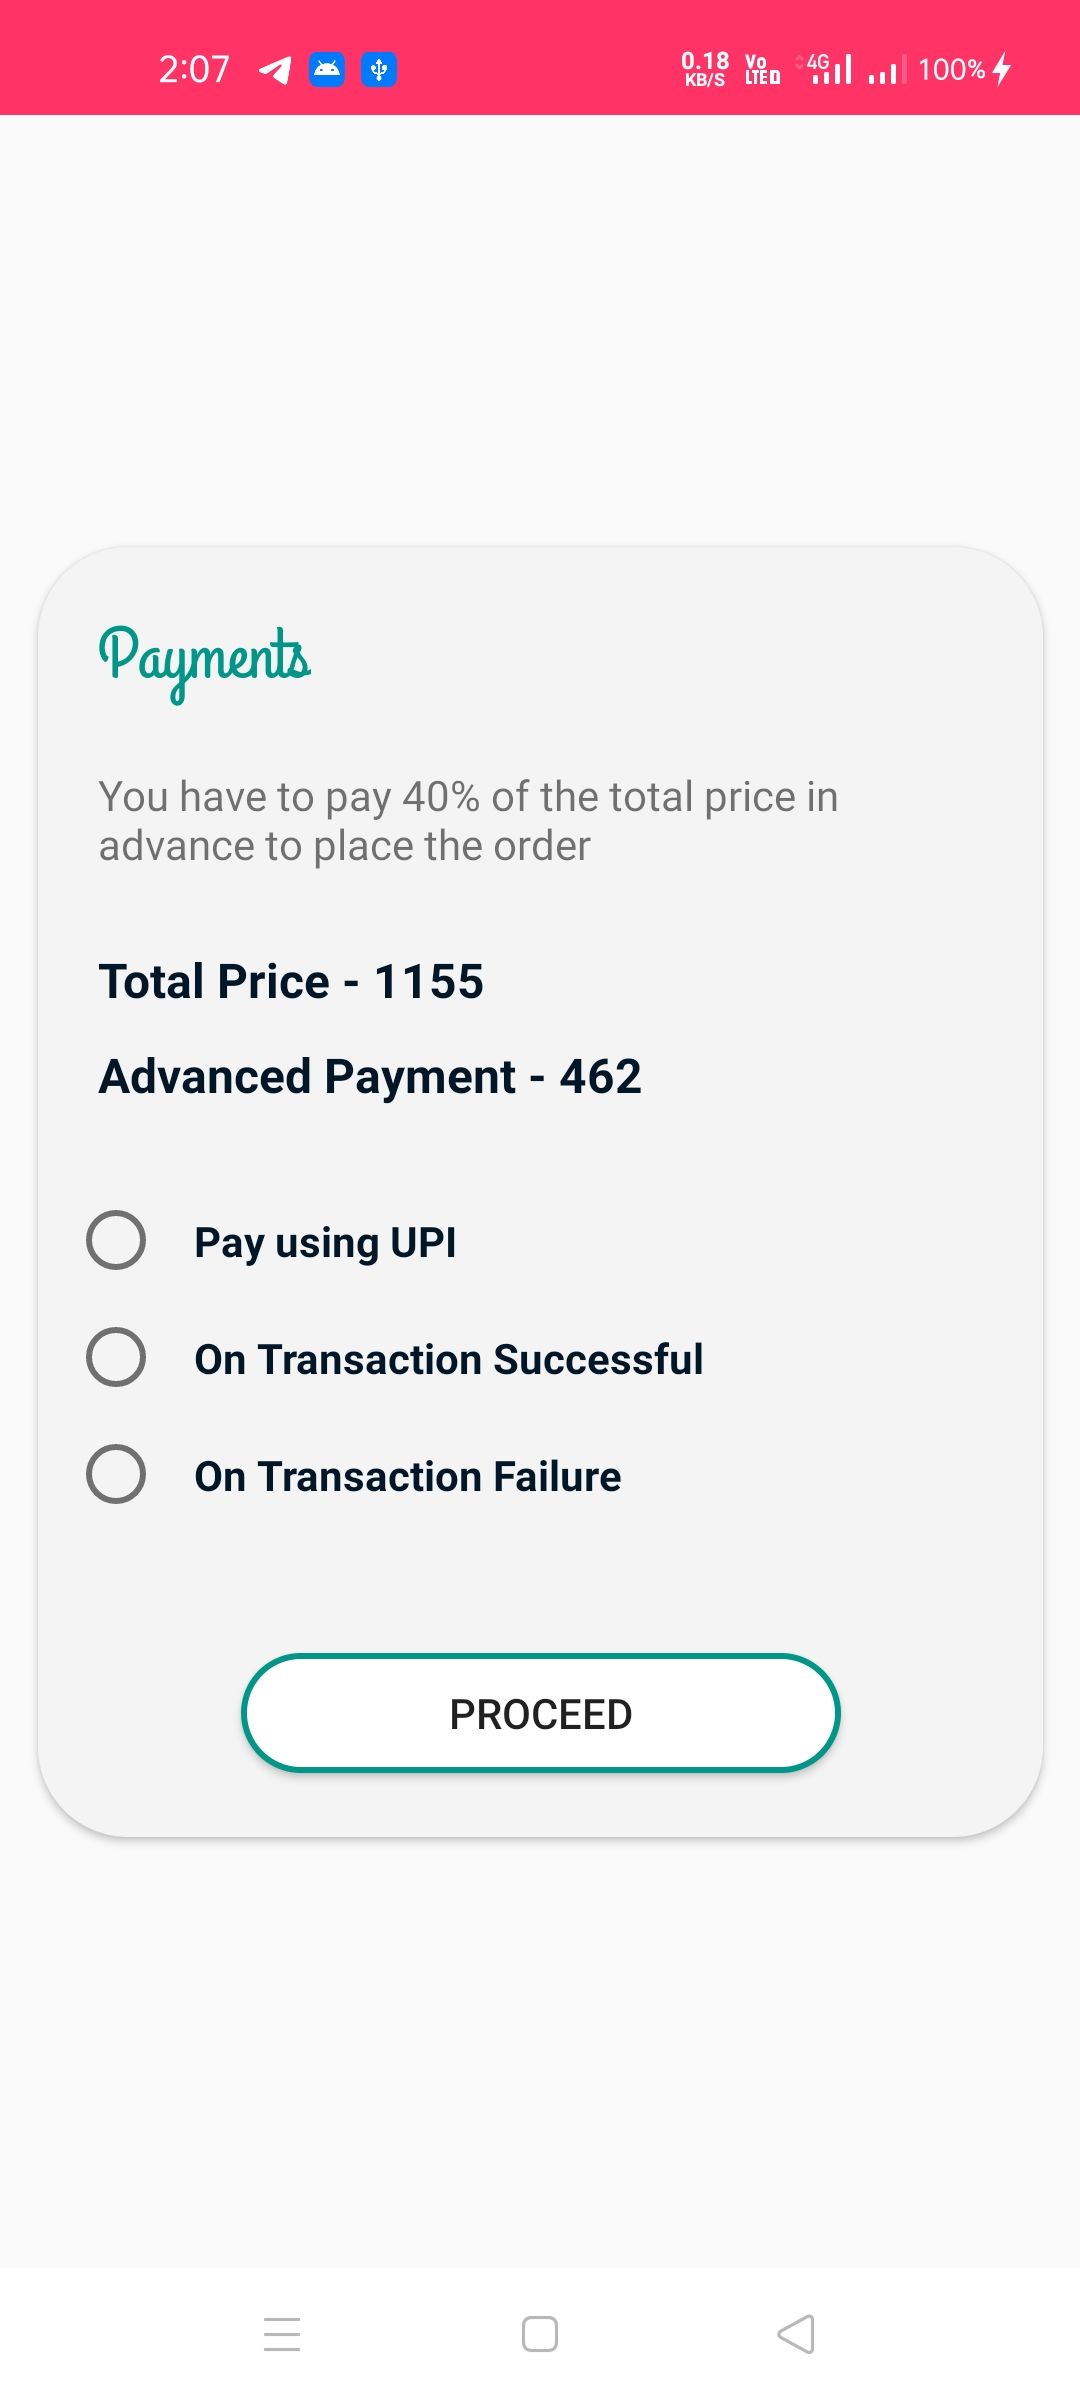 2:07 0.18 KB/S Vo LTE 4G 100%
Payments
You have to pay 40% of the total price in
advance to place the order
Total Price - 1155
Advanced Payment - 462
Pay using UPI
On Transaction Successful
On Transaction Failure
PROCEED